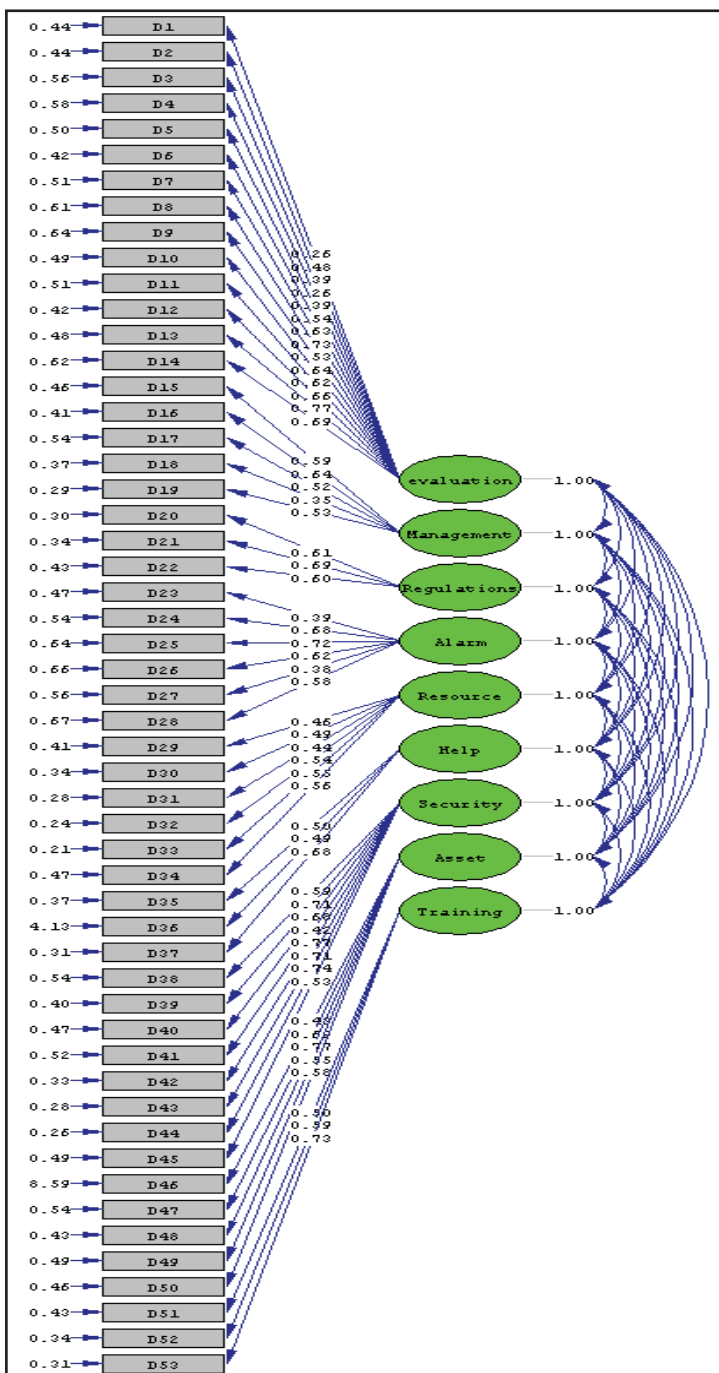 0.44 D1
0.44 D2
0.56 D3
0.58 D4
0.50 D5
0.42 D6
0.51 D7
0.61 D8
0.64 D9
0.49 D10
0.51 D11
0.42 D12
0.48 D13
0.62 D14
0.46 D15
0.41 D16
0.54 D17
0.37 D18
0.29 D19
0.30 D20
0.34 D21
0.43 D22
0.47 D23
0.54 D24
0.64 D25
0.66 D26
0.56 D27
0.67 D28
0.41 D29
0.34 D30
0.28 D31
0.24 D32
0.21 D33
0.47 D34
0.37 D35
4.13 D36
0.31 D37
0.54 D38
0.40 D39
0.47 D40
0.52 D41
0.33 D42
0.28 D43
0.26 D44
0.49 D45
8.59 D46
0.54 D47
0.43 D48
0.49 D49
0.46 D50
0.43 D51
0.34 D52
0.31 D53
0.26
0.48
0.39
0.26
0.39
0.54
0.63
0.73
0.53
0.64
0.62
0.66
0.77
0.69
0.59
0.64
0.52
0.35
0.53
0.61
0.69
0.60
0.39
0.68
0.72
0.62
0.38
0.58
0.46
0.49
0.44
0.54
0.55
0.56
0.50
0.49
0.68
0.59
0.71
0.68
0.42
0.77
0.71
0.74
0.53
0.77
0.58
0.50
0.59
0.73
evaluation 1.00
Management 1.00
Regulations 1.00
Alarm 1.00
Resource 1.00
Help 1.00
Security 1.00
Asset 1.00
Training 1.00